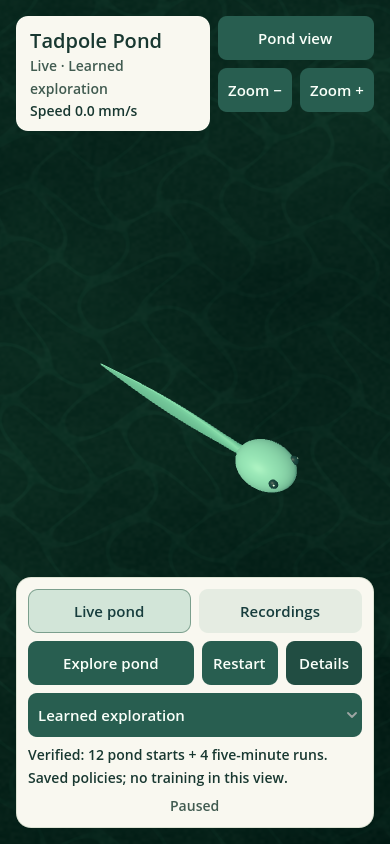 Tadpole Pond
Live · Learned
exploration
Speed 0.0 mm/s
Pond view
Zoom −
Zoom +
Live pond
Recordings
Explore pond
Restart
Details
Learned exploration
Verified: 12 pond starts + 4 five-minute runs.
Saved policies; no training in this view.
Paused